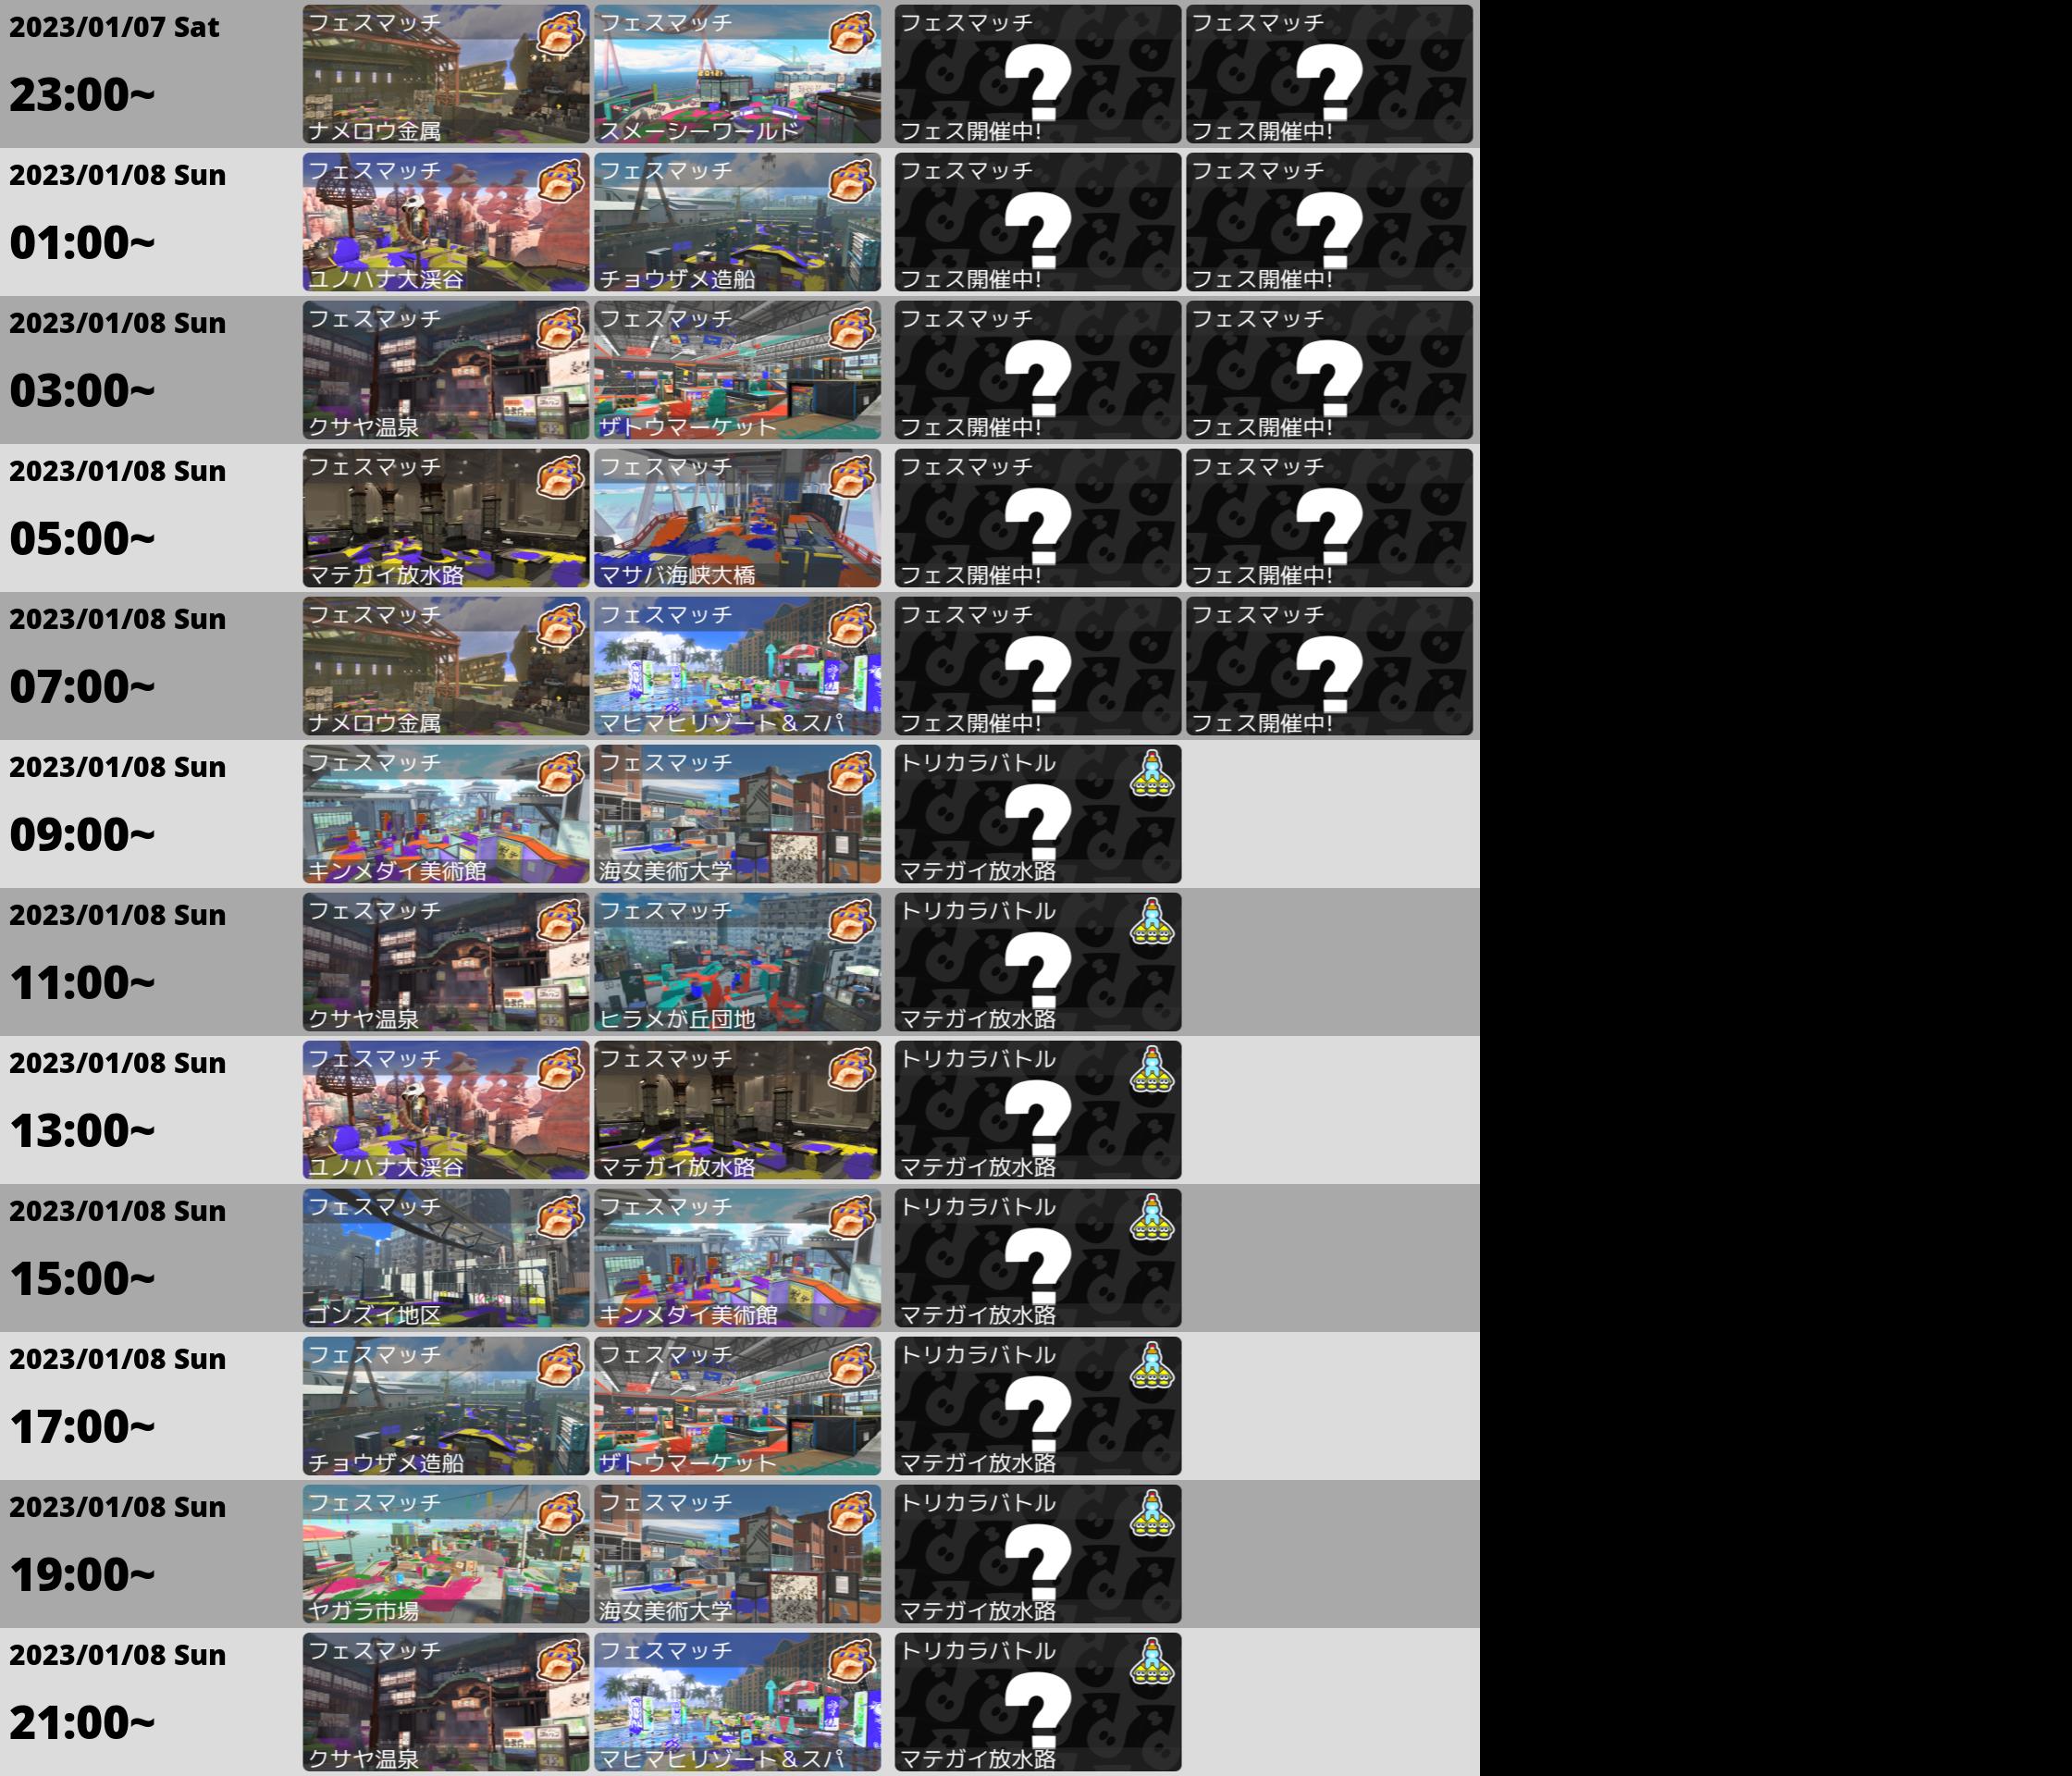 2023/01/07 Sat
23:00~
フェスマッチ
ナメロウ金属
フェスマッチ
スメーシーワールド
フェスマッチ
?
フェス開催中!
フェスマッチ
?
フェス開催中!
2023/01/08 Sun
01:00~
フェスマッチ
ユノハナ大渓谷
フェスマッチ
チョウザメ造船
フェスマッチ
?
フェス開催中!
フェスマッチ
?
フェス開催中!
2023/01/08 Sun
03:00~
フェスマッチ
クサヤ温泉
フェスマッチ
ザトウマーケット
フェスマッチ
?
フェス開催中!
フェスマッチ
?
フェス開催中!
2023/01/08 Sun
05:00~
フェスマッチ
マテガイ放水路
フェスマッチ
マサバ海峡大橋
フェスマッチ
?
フェス開催中!
フェスマッチ
?
フェス開催中!
2023/01/08 Sun
07:00~
フェスマッチ
ナメロウ金属
フェスマッチ
マヒマヒリゾート&スパ
フェスマッチ
?
フェス開催中!
フェスマッチ
?
フェス開催中!
2023/01/08 Sun
09:00~
フェスマッチ
キンメダイ美術館
フェスマッチ
海女美術大学
トリカラバトル
?
マテガイ放水路
2023/01/08 Sun
11:00~
フェスマッチ
クサヤ温泉
フェスマッチ
ヒラメが丘団地
トリカラバトル
?
マテガイ放水路
2023/01/08 Sun
13:00~
フェスマッチ
ユノハナ大渓谷
フェスマッチ
マテガイ放水路
トリカラバトル
?
マテガイ放水路
2023/01/08 Sun
15:00~
フェスマッチ
ゴンズイ地区
フェスマッチ
キンメダイ美術館
トリカラバトル
?
マテガイ放水路
2023/01/08 Sun
17:00~
フェスマッチ
チョウザメ造船
フェスマッチ
ザトウマーケット
トリカラバトル
?
マテガイ放水路
2023/01/08 Sun
19:00~
フェスマッチ
ヤガラ市場
フェスマッチ
海女美術大学
トリカラバトル
?
マテガイ放水路
2023/01/08 Sun
21:00~
フェスマッチ
クサヤ温泉
フェスマッチ
マヒマヒリゾート&スパ
トリカラバトル
?
マテガイ放水路